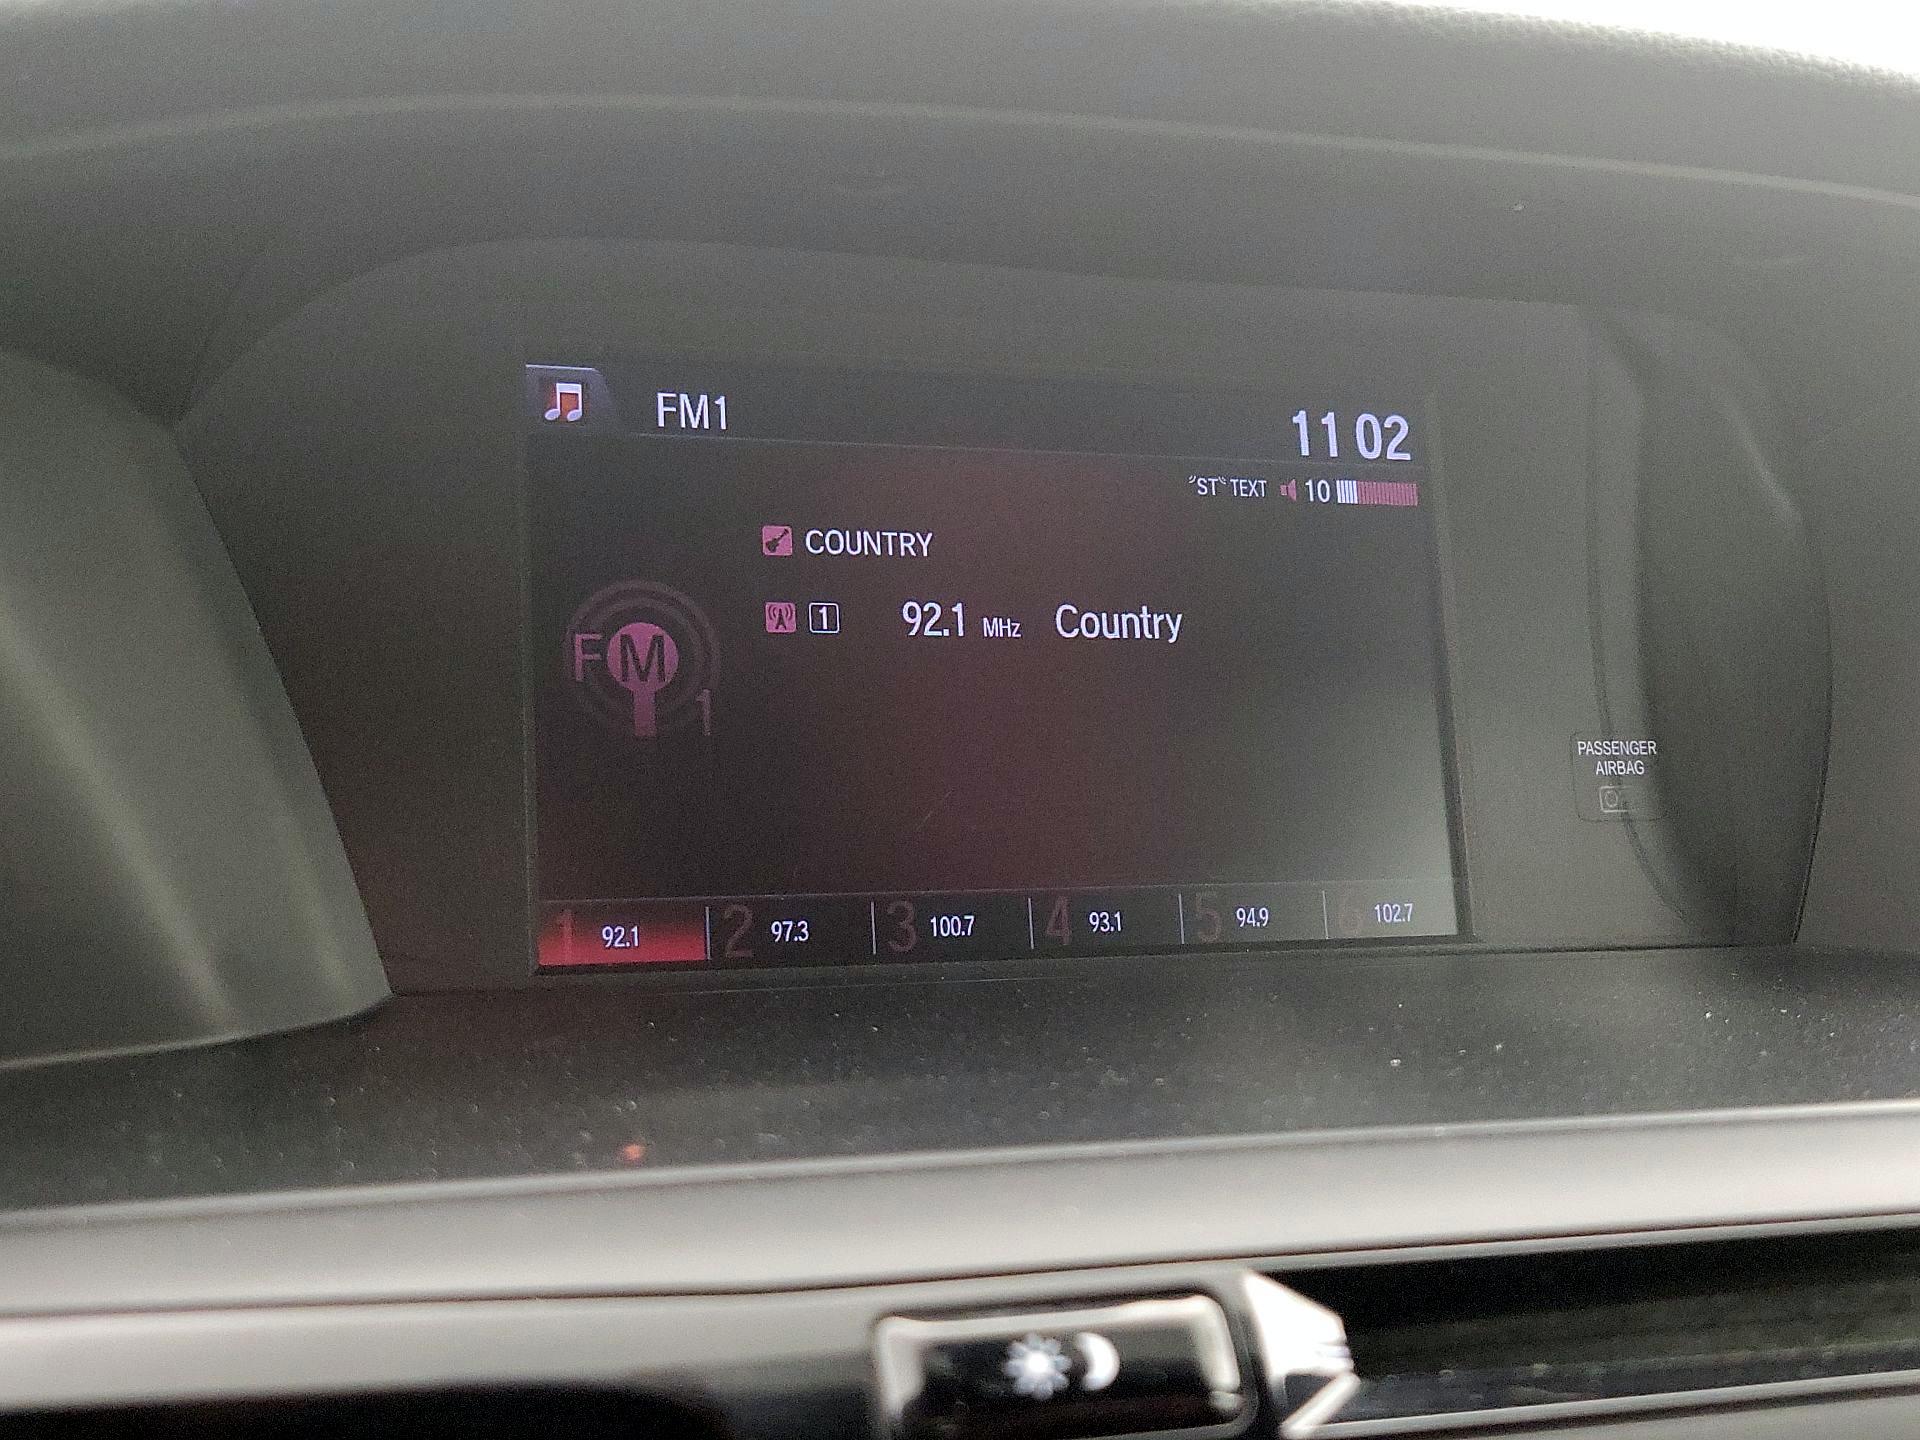 FM1
11 02
"ST" TEXT 10
COUNTRY
1 92.1 MHz Country
FM 1
PASSENGER
AIRBAG
1 92.1 2 97.3 3 100.7 4 93.1 5 94.9 6 102.7